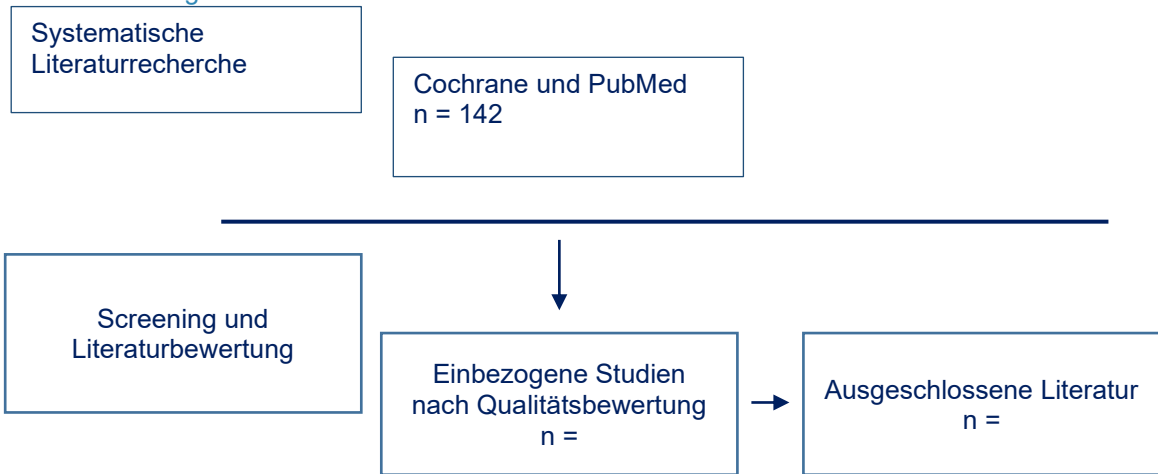 Systematische
Literaturrecherche
Cochrane und PubMed
n = 142
Screening und
Literaturbewertung
Einbezogene Studien
nach Qualitätsbewertung
n =
Ausgeschlossene Literatur
n =